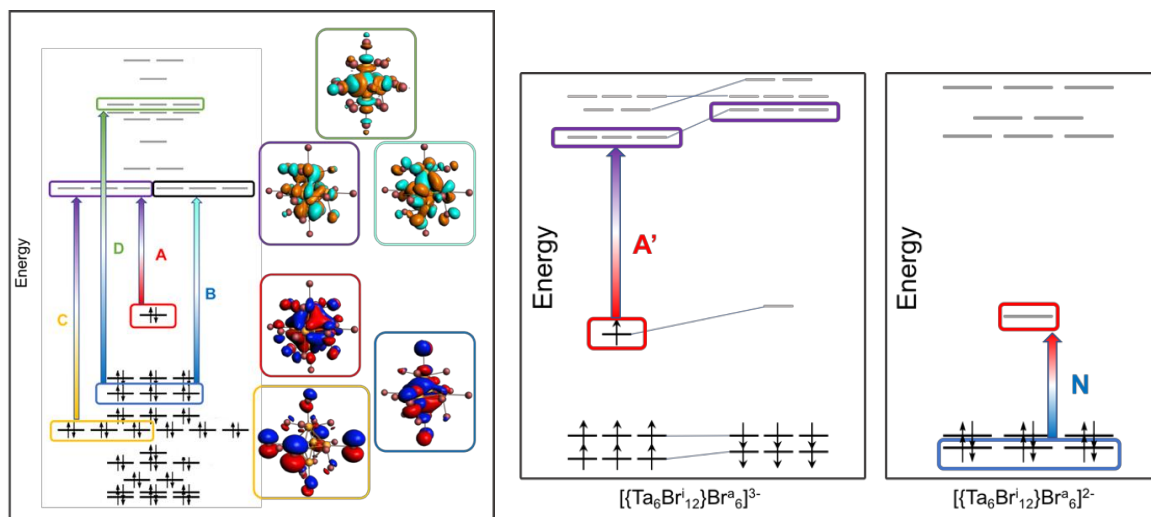 Energy
D
A
C
B
Energy
A’
[{Ta₆Brⁱ₁₂}Brᵃ₆]³⁻
Energy
N
[{Ta₆Brⁱ₁₂}Brᵃ₆]²⁻